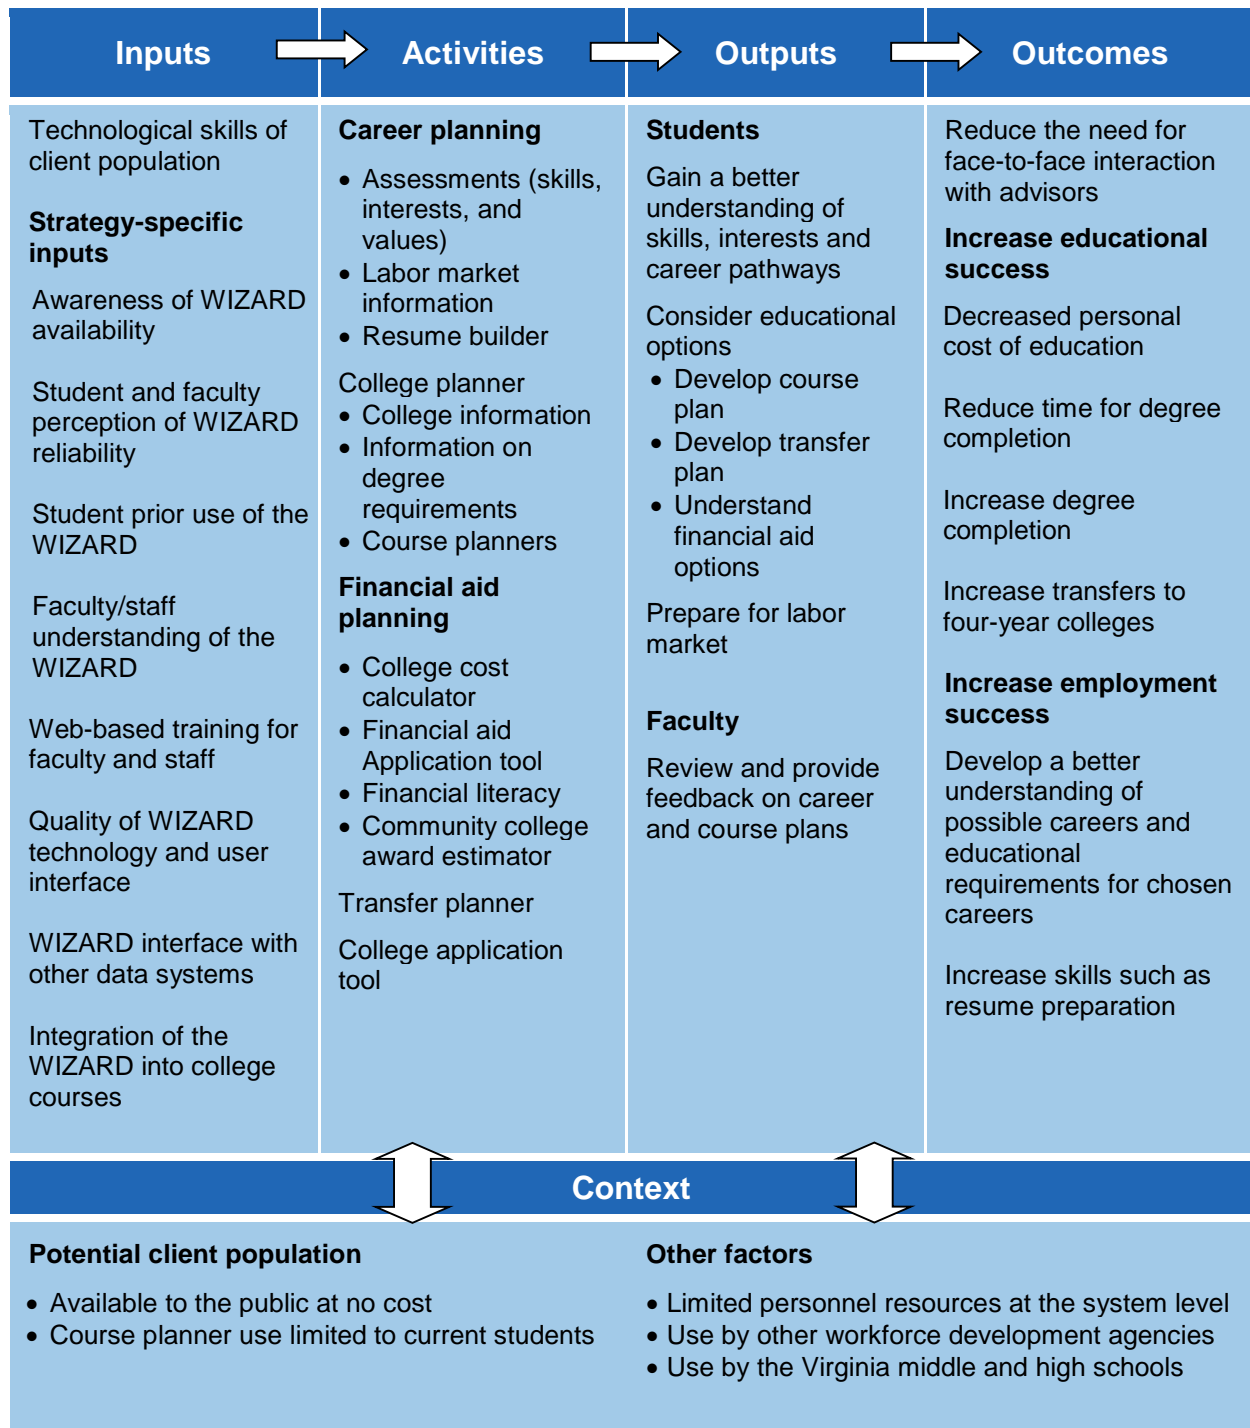 Inputs
Activities
Outputs
Outcomes
Technological skills of
client population
Strategy-specific
inputs
Awareness of WIZARD
availability
Student and faculty
perception of WIZARD
reliability
Student prior use of the
WIZARD
Faculty/staff
understanding of the
WIZARD
Web-based training for
faculty and staff
Quality of WIZARD
technology and user
interface
WIZARD interface with
other data systems
Integration of the
WIZARD into college
courses
Career planning
• Assessments (skills,
interests, and
values)
• Labor market
information
• Resume builder
College planner
• College information
• Information on
degree
requirements
• Course planners
Financial aid
planning
• College cost
calculator
• Financial aid
Application tool
• Financial literacy
• Community college
award estimator
Transfer planner
College application
tool
Students
Gain a better
understanding of
skills, interests and
career pathways
Consider educational
options
• Develop course
plan
• Develop transfer
plan
• Understand
financial aid
options
Prepare for labor
market
Faculty
Review and provide
feedback on career
and course plans
Reduce the need for
face-to-face interaction
with advisors
Increase educational
success
Decreased personal
cost of education
Reduce time for degree
completion
Increase degree
completion
Increase transfers to
four-year colleges
Increase employment
success
Develop a better
understanding of
possible careers and
educational
requirements for chosen
careers
Increase skills such as
resume preparation
Context
Potential client population
• Available to the public at no cost
• Course planner use limited to current students
Other factors
• Limited personnel resources at the system level
• Use by other workforce development agencies
• Use by the Virginia middle and high schools